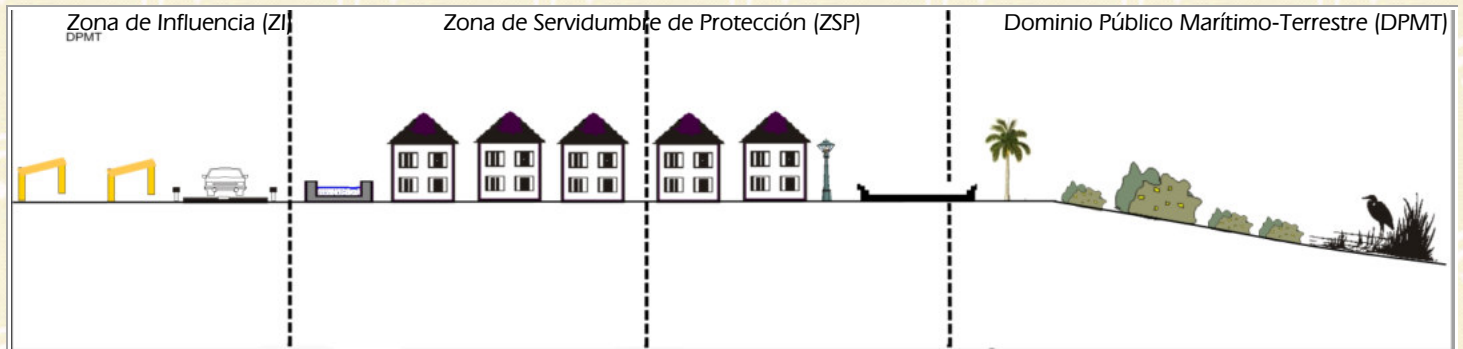 Zona de Influencia (ZI)
DPMT
Zona de Servidumbre de Protección (ZSP)
Dominio Público Marítimo-Terrestre (DPMT)